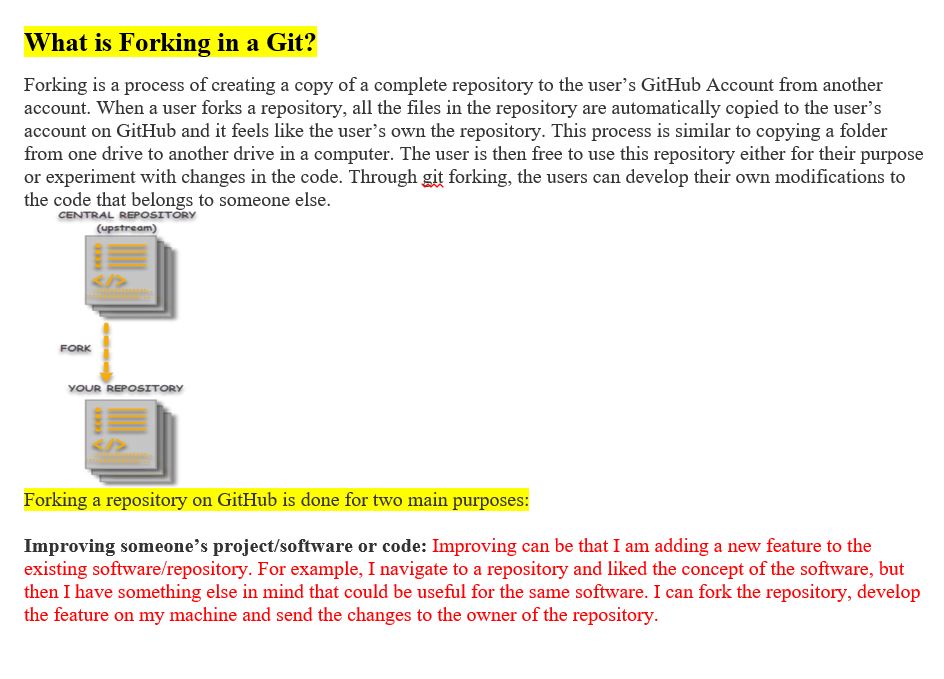 What is Forking in a Git?
Forking is a process of creating a copy of a complete repository to the user’s GitHub Account from another
account. When a user forks a repository, all the files in the repository are automatically copied to the user’s
account on GitHub and it feels like the user’s own the repository. This process is similar to copying a folder
from one drive to another drive in a computer. The user is then free to use this repository either for their purpose
or experiment with changes in the code. Through git forking, the users can develop their own modifications to
the code that belongs to someone else.
CENTRAL REPOSITORY
(upstream)
</>
FORK
YOUR REPOSITORY
</>
Forking a repository on GitHub is done for two main purposes:
Improving someone’s project/software or code: Improving can be that I am adding a new feature to the
existing software/repository. For example, I navigate to a repository and liked the concept of the software, but
then I have something else in mind that could be useful for the same software. I can fork the repository, develop
the feature on my machine and send the changes to the owner of the repository.